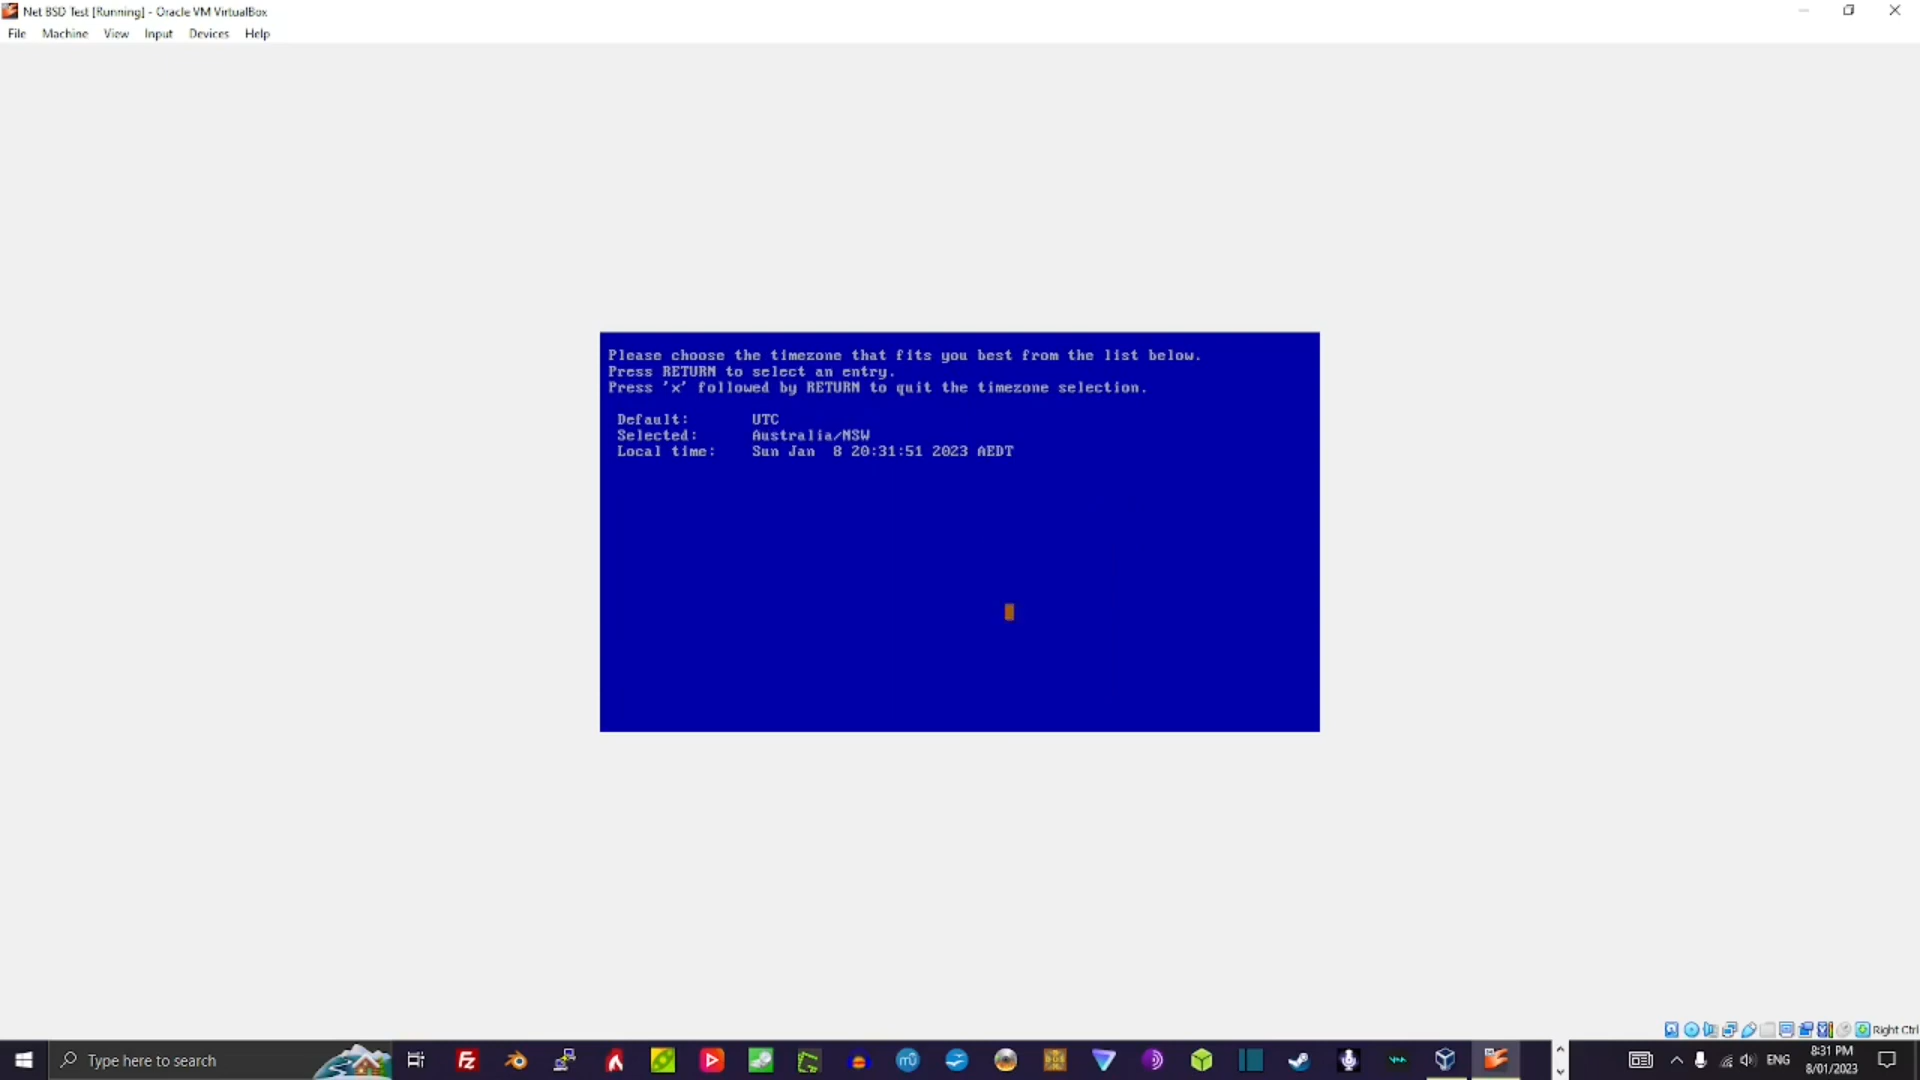 Net BSD Test [Running] - Oracle VM VirtualBox
File Machine View Input Devices Help
Please choose the timezone that fits you best from the list below.
Press RETURN to select an entry.
Press 'x' followed by RETURN to quit the timezone selection.
Default: UTC
Selected: Australia/NSW
Local time: Sun Jan 8 20:31:51 2023 AEDT
Right Ctrl
Type here to search
ENG
8:31 PM
8/01/2023